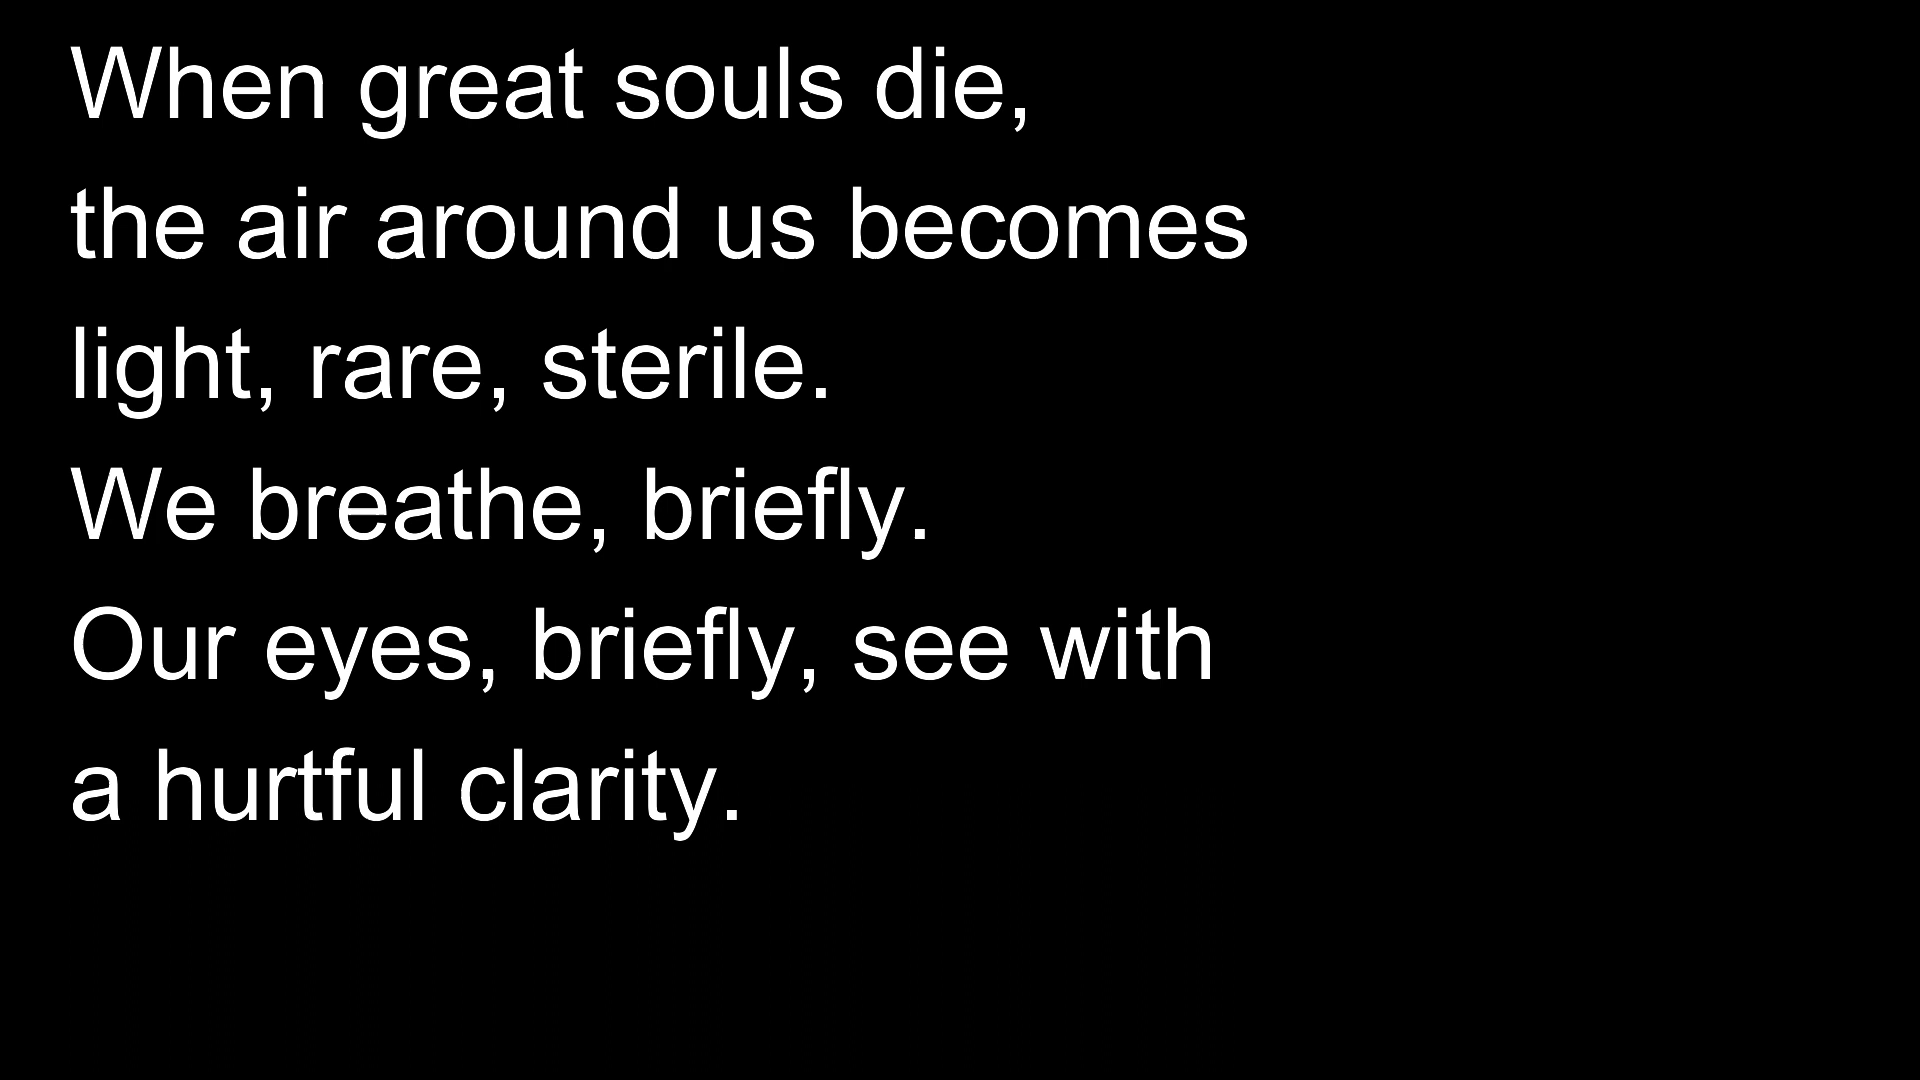 When great souls die,
the air around us becomes
light, rare, sterile.
We breathe, briefly.
Our eyes, briefly, see with
a hurtful clarity.